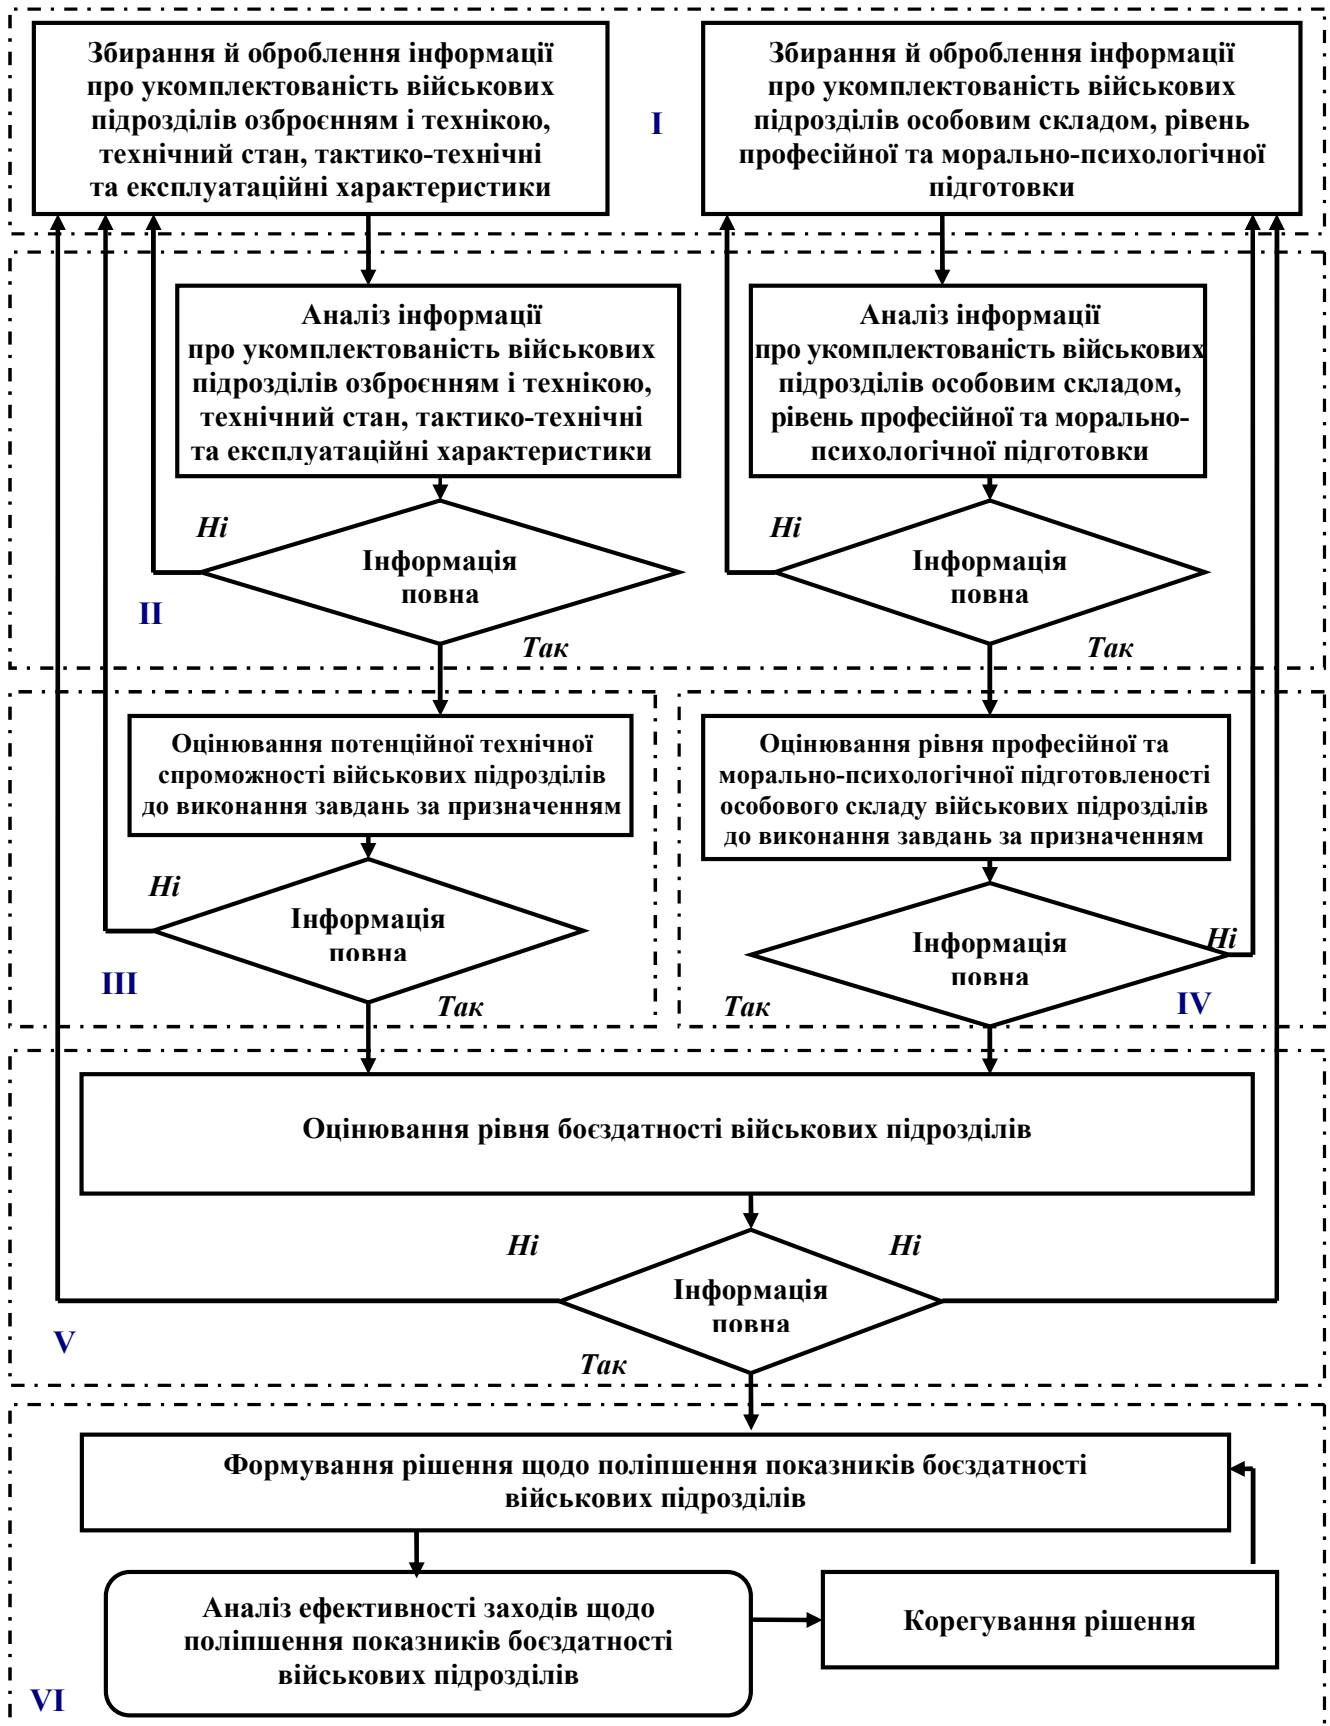 Збирання й оброблення інформації
про укомплектованість військових
підрозділів озброєнням і технікою,
технічний стан, тактико-технічні
та експлуатаційні характеристики
I
Збирання й оброблення інформації
про укомплектованість військових
підрозділів особовим складом, рівень
професійної та морально-психологічної
підготовки
Аналіз інформації
про укомплектованість військових
підрозділів озброєнням і технікою,
технічний стан, тактико-технічні
та експлуатаційні характеристики
Аналіз інформації
про укомплектованість військових
підрозділів особовим складом,
рівень професійної та морально-
психологічної підготовки
Ні
Інформація
повна
Ні
Інформація
повна
II
Так
Так
Оцінювання потенційної технічної
спроможності військових підрозділів
до виконання завдань за призначенням
Оцінювання рівня професійної та
морально-психологічної підготовленості
особового складу військових підрозділів
до виконання завдань за призначенням
Ні
Інформація
повна
Ні
Інформація
повна
III
Так
Так
IV
Оцінювання рівня боєздатності військових підрозділів
Ні
Ні
Інформація
повна
V
Так
Формування рішення щодо поліпшення показників боєздатності
військових підрозділів
Аналіз ефективності заходів щодо
поліпшення показників боєздатності
військових підрозділів
Корегування рішення
VI